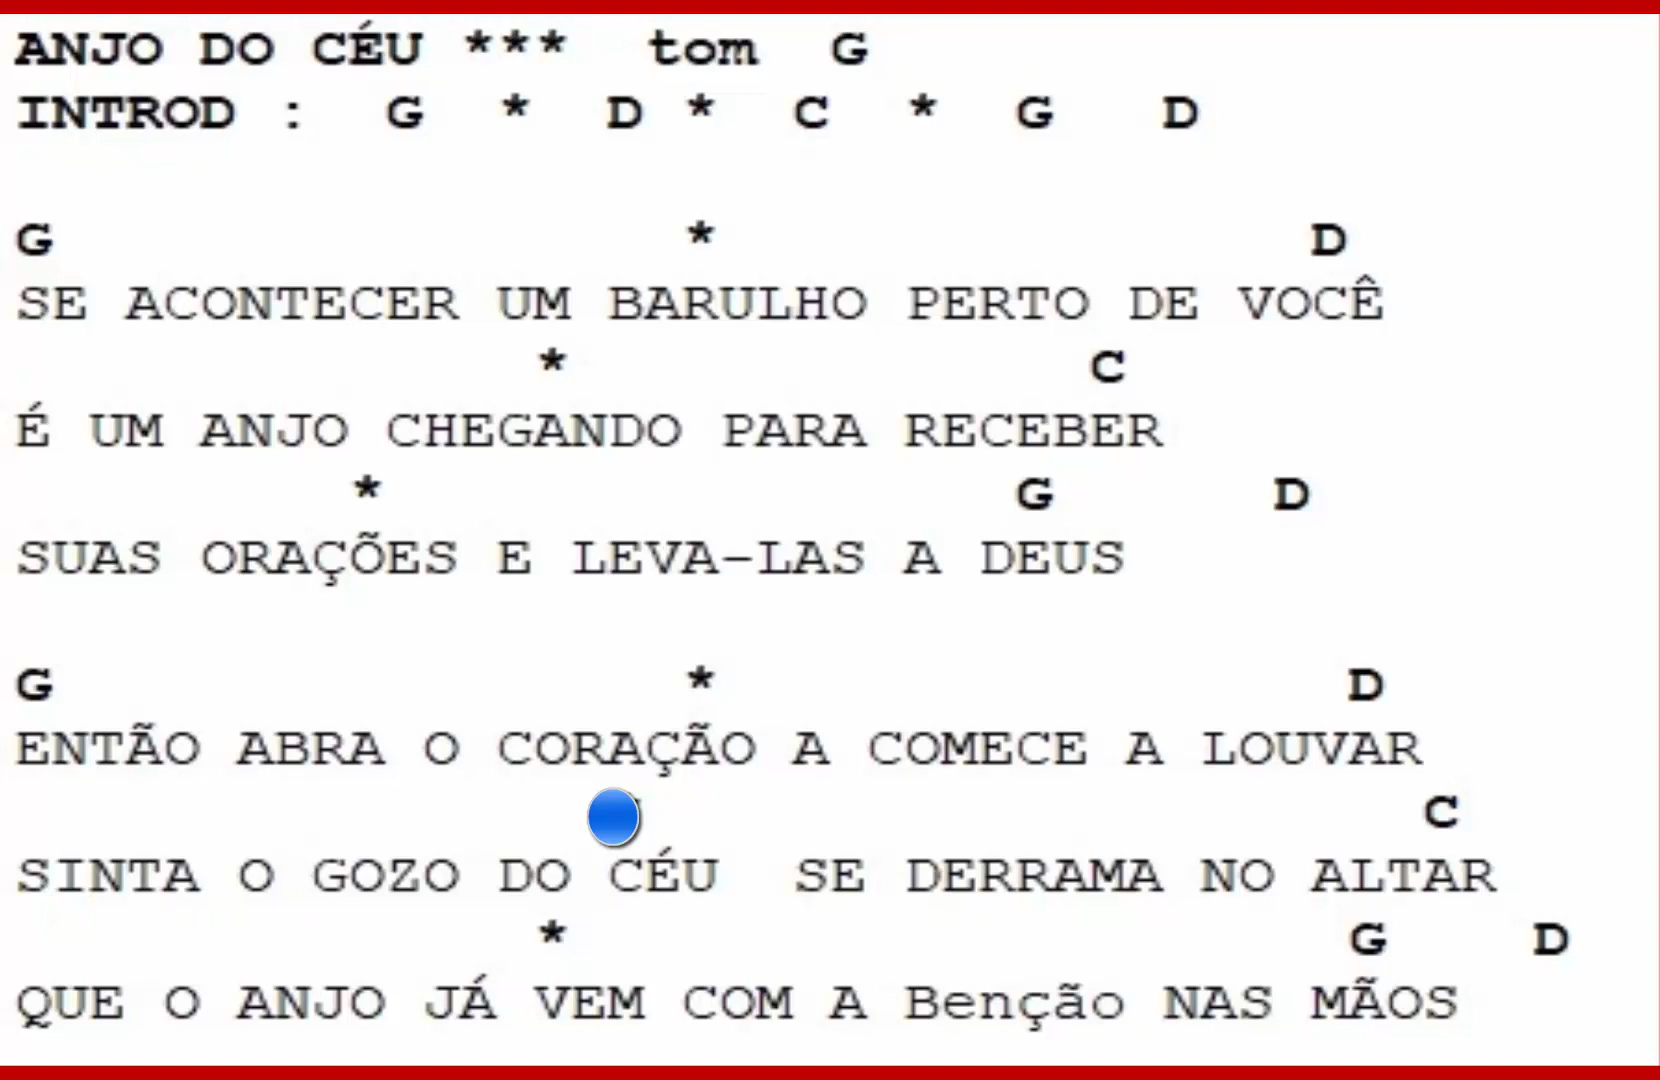 ANJO DO CÉU *** tom G
INTROD : G * D * C * G D
G * D
SE ACONTECER UM BARULHO PERTO DE VOCÊ
* C
É UM ANJO CHEGANDO PARA RECEBER
* G D
SUAS ORAÇÕES E LEVA-LAS A DEUS
G * D
ENTÃO ABRA O CORAÇÃO A COMECE A LOUVAR
C
SINTA O GOZO DO CÉU SE DERRAMA NO ALTAR
* G D
QUE O ANJO JÁ VEM COM A Benção NAS MÃOS